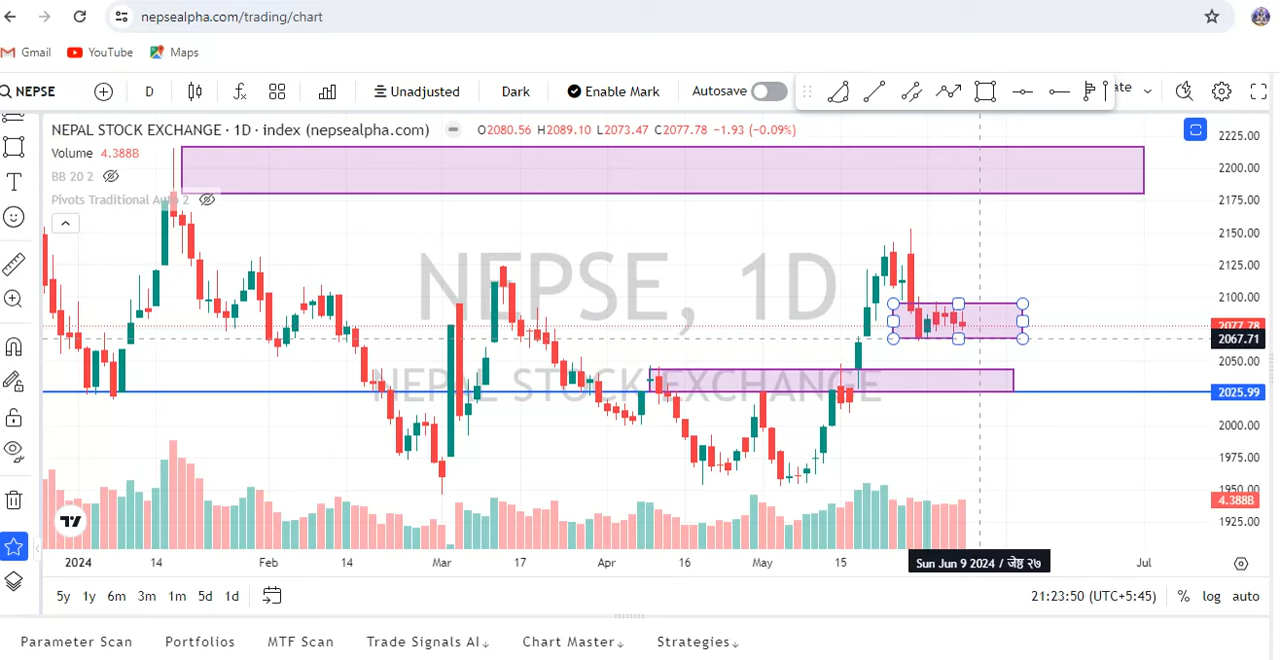 nepsealpha.com/trading/chart
Gmail YouTube Maps
NEPSE D Unadjusted Dark Enable Mark Autosave ate
NEPAL STOCK EXCHANGE · 1D · index (nepsealpha.com) O2080.56 H2089.10 L2073.47 C2077.78 −1.93 (−0.09%)
Volume 4.388B
BB 20 2
Pivots Traditional Auto 2
NEPSE, 1D
NEPAL STOCK EXCHANGE
2225.00
2200.00
2175.00
2150.00
2125.00
2100.00
2077.78
2067.71
2050.00
2025.99
2000.00
1975.00
1950.00
4.388B
1925.00
2024 14 Feb 14 Mar 17 Apr 16 May 15 Sun Jun 9 2024 / जेष्ठ २७ Jul
5y 1y 6m 3m 1m 5d 1d 21:23:50 (UTC+5:45) % log auto
Parameter Scan Portfolios MTF Scan Trade Signals AI↓ Chart Master↓ Strategies↓